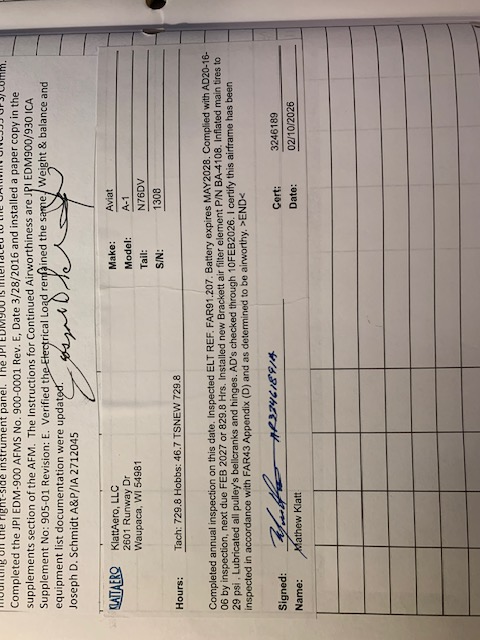 mounting on the right-side instrument panel. The JPI EDM900 is interfaced to the GARMIN GNC355 GPS/Comm.
Completed the JPI EDM-900 AFMS No. 900-0001 Rev. E, Date 3/28/2016 and installed a paper copy in the
supplements section of the AFM. The Instructions for Continued Airworthiness are JPI EDM900/930 ICA
Supplement No: 905-01 Revision: E. Verified the Electrical Load remained the same. Weight & balance and
equipment list documentation were updated.
Joseph D. Schmidt A&P/IA 2712045
KLATTAERO
KlattAero, LLC
2601 Runway Dr
Waupaca, WI 54981
Make: Aviat
Model: A-1
Tail: N76DV
S/N: 1308
Hours: Tach: 729.8 Hobbs: 46.7 TSNEW 729.8
Completed annual inspection on this date. Inspected ELT REF. FAR91.207. Battery expires MAY2028. Complied with AD20-16-
06 by inspection, next due FEB 2027 or 829.8 Hrs. Installed new Brackett air filter element P/N BA-4108. Inflated main tires to
29 psi . Lubricated all pulley's bellcranks and hinges. AD's checked through 10FEB2026. I certify this airframe has been
inspected in accordance with FAR43 Appendix (D) and as determined to be airworthy. >END<
Signed: Cert: 3246189
Name: Mathew Klatt Date: 02/10/2026